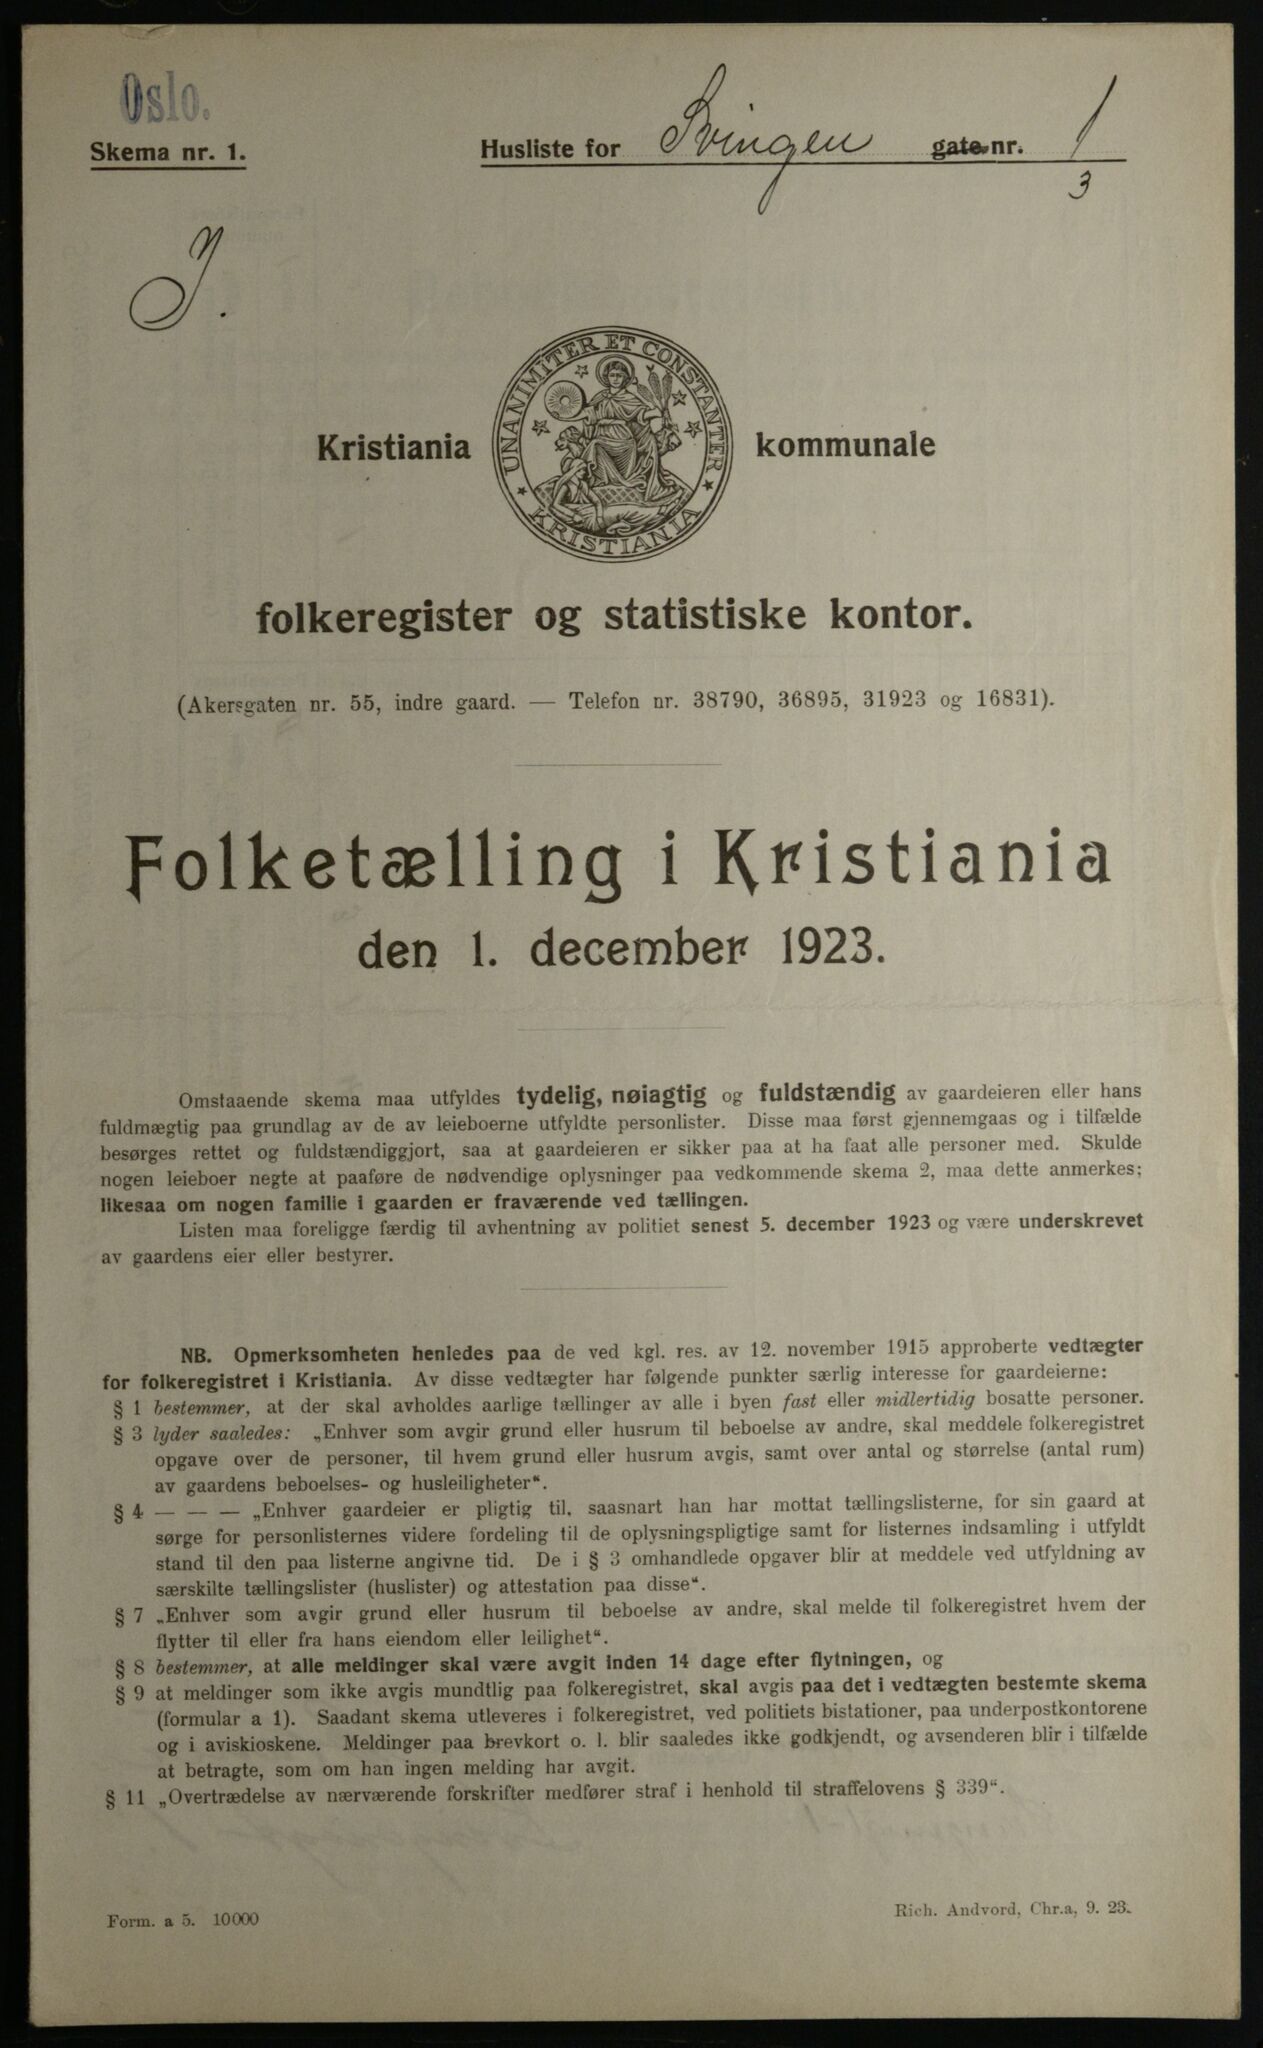 Oslo.
Skema nr. 1.
Husliste for Svingen gate nr. 1
3
I.
UNANIMITER ET CONSTANTER
KRISTIANIA
Kristiania kommunale
folkeregister og statistiske kontor.
(Akersgaten nr. 55, indre gaard. — Telefon nr. 38790, 36895, 31923 og 16831).
Folketælling i Kristiania
den 1. december 1923.
Omstaaende skema maa utfyldes tydelig, nøiagtig og fuldstændig av gaardeieren eller hans
fuldmægtig paa grundlag av de av leieboerne utfyldte personlister. Disse maa først gjennemgaas og i tilfælde
besørges rettet og fuldstændiggjort, saa at gaardeieren er sikker paa at ha faat alle personer med. Skulde
nogen leieboer negte at paaføre de nødvendige oplysninger paa vedkommende skema 2, maa dette anmerkes;
likesaa om nogen familie i gaarden er fraværende ved tællingen.
Listen maa foreligge færdig til avhentning av politiet senest 5. december 1923 og være underskrevet
av gaardens eier eller bestyrer.
NB. Opmerksomheten henledes paa de ved kgl. res. av 12. november 1915 approberte vedtægter
for folkeregistret i Kristiania. Av disse vedtægter har følgende punkter særlig interesse for gaardeierne:
§ 1 bestemmer, at der skal avholdes aarlige tællinger av alle i byen fast eller midlertidig bosatte personer.
§ 3 lyder saaledes: „Enhver som avgir grund eller husrum til beboelse av andre, skal meddele folkeregistret
opgave over de personer, til hvem grund eller husrum avgis, samt over antal og størrelse (antal rum)
av gaardens beboelses- og husleiligheter“.
§ 4 — — — „Enhver gaardeier er pligtig til, saasnart han har mottat tællingslisterne, for sin gaard at
sørge for personlisternes videre fordeling til de oplysningspligtige samt for listernes indsamling i utfyldt
stand til den paa listerne angivne tid. De i § 3 omhandlede opgaver blir at meddele ved utfyldning av
særskilte tællingslister (huslister) og attestation paa disse“.
§ 7 „Enhver som avgir grund eller husrum til beboelse av andre, skal melde til folkeregistret hvem der
flytter til eller fra hans eiendom eller leilighet“.
§ 8 bestemmer, at alle meldinger skal være avgit inden 14 dage efter flytningen, og
§ 9 at meldinger som ikke avgis mundtlig paa folkeregistret, skal avgis paa det i vedtægten bestemte skema
(formular a 1). Saadant skema utleveres i folkeregistret, ved politiets bistationer, paa underpostkontorene
og i aviskioskene. Meldinger paa brevkort o. l. blir saaledes ikke godkjendt, og avsenderen blir i tilfælde
at betragte, som om han ingen melding har avgit.
§ 11 „Overtrædelse av nærværende forskrifter medfører straf i henhold til straffelovens § 339“.
Form. a 5. 10000
Rich. Andvord, Chr.a, 9. 23.